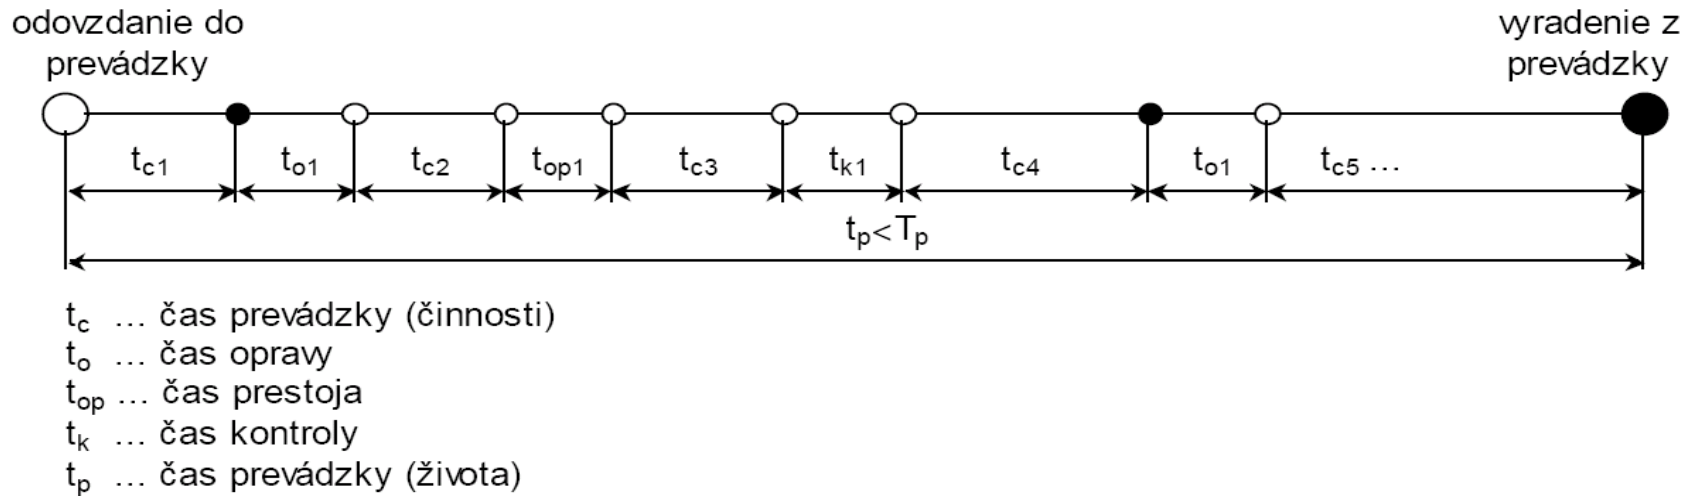 odovzdanie do
prevádzky
vyradenie z
prevádzky
tc1 to1 tc2 top1 tc3 tk1 tc4 to1 tc5 ...
tp<Tp
tc ... čas prevádzky (činnosti)
to ... čas opravy
top ... čas prestoja
tk ... čas kontroly
tp ... čas prevádzky (života)